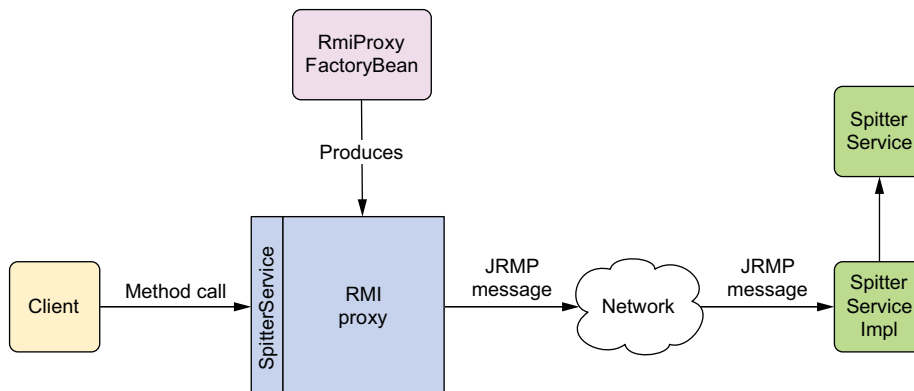 RmiProxy
FactoryBean
Produces
Spitter
Service
Client
Method call
SpitterService
RMI
proxy
JRMP
message
Network
JRMP
message
Spitter
Service
Impl